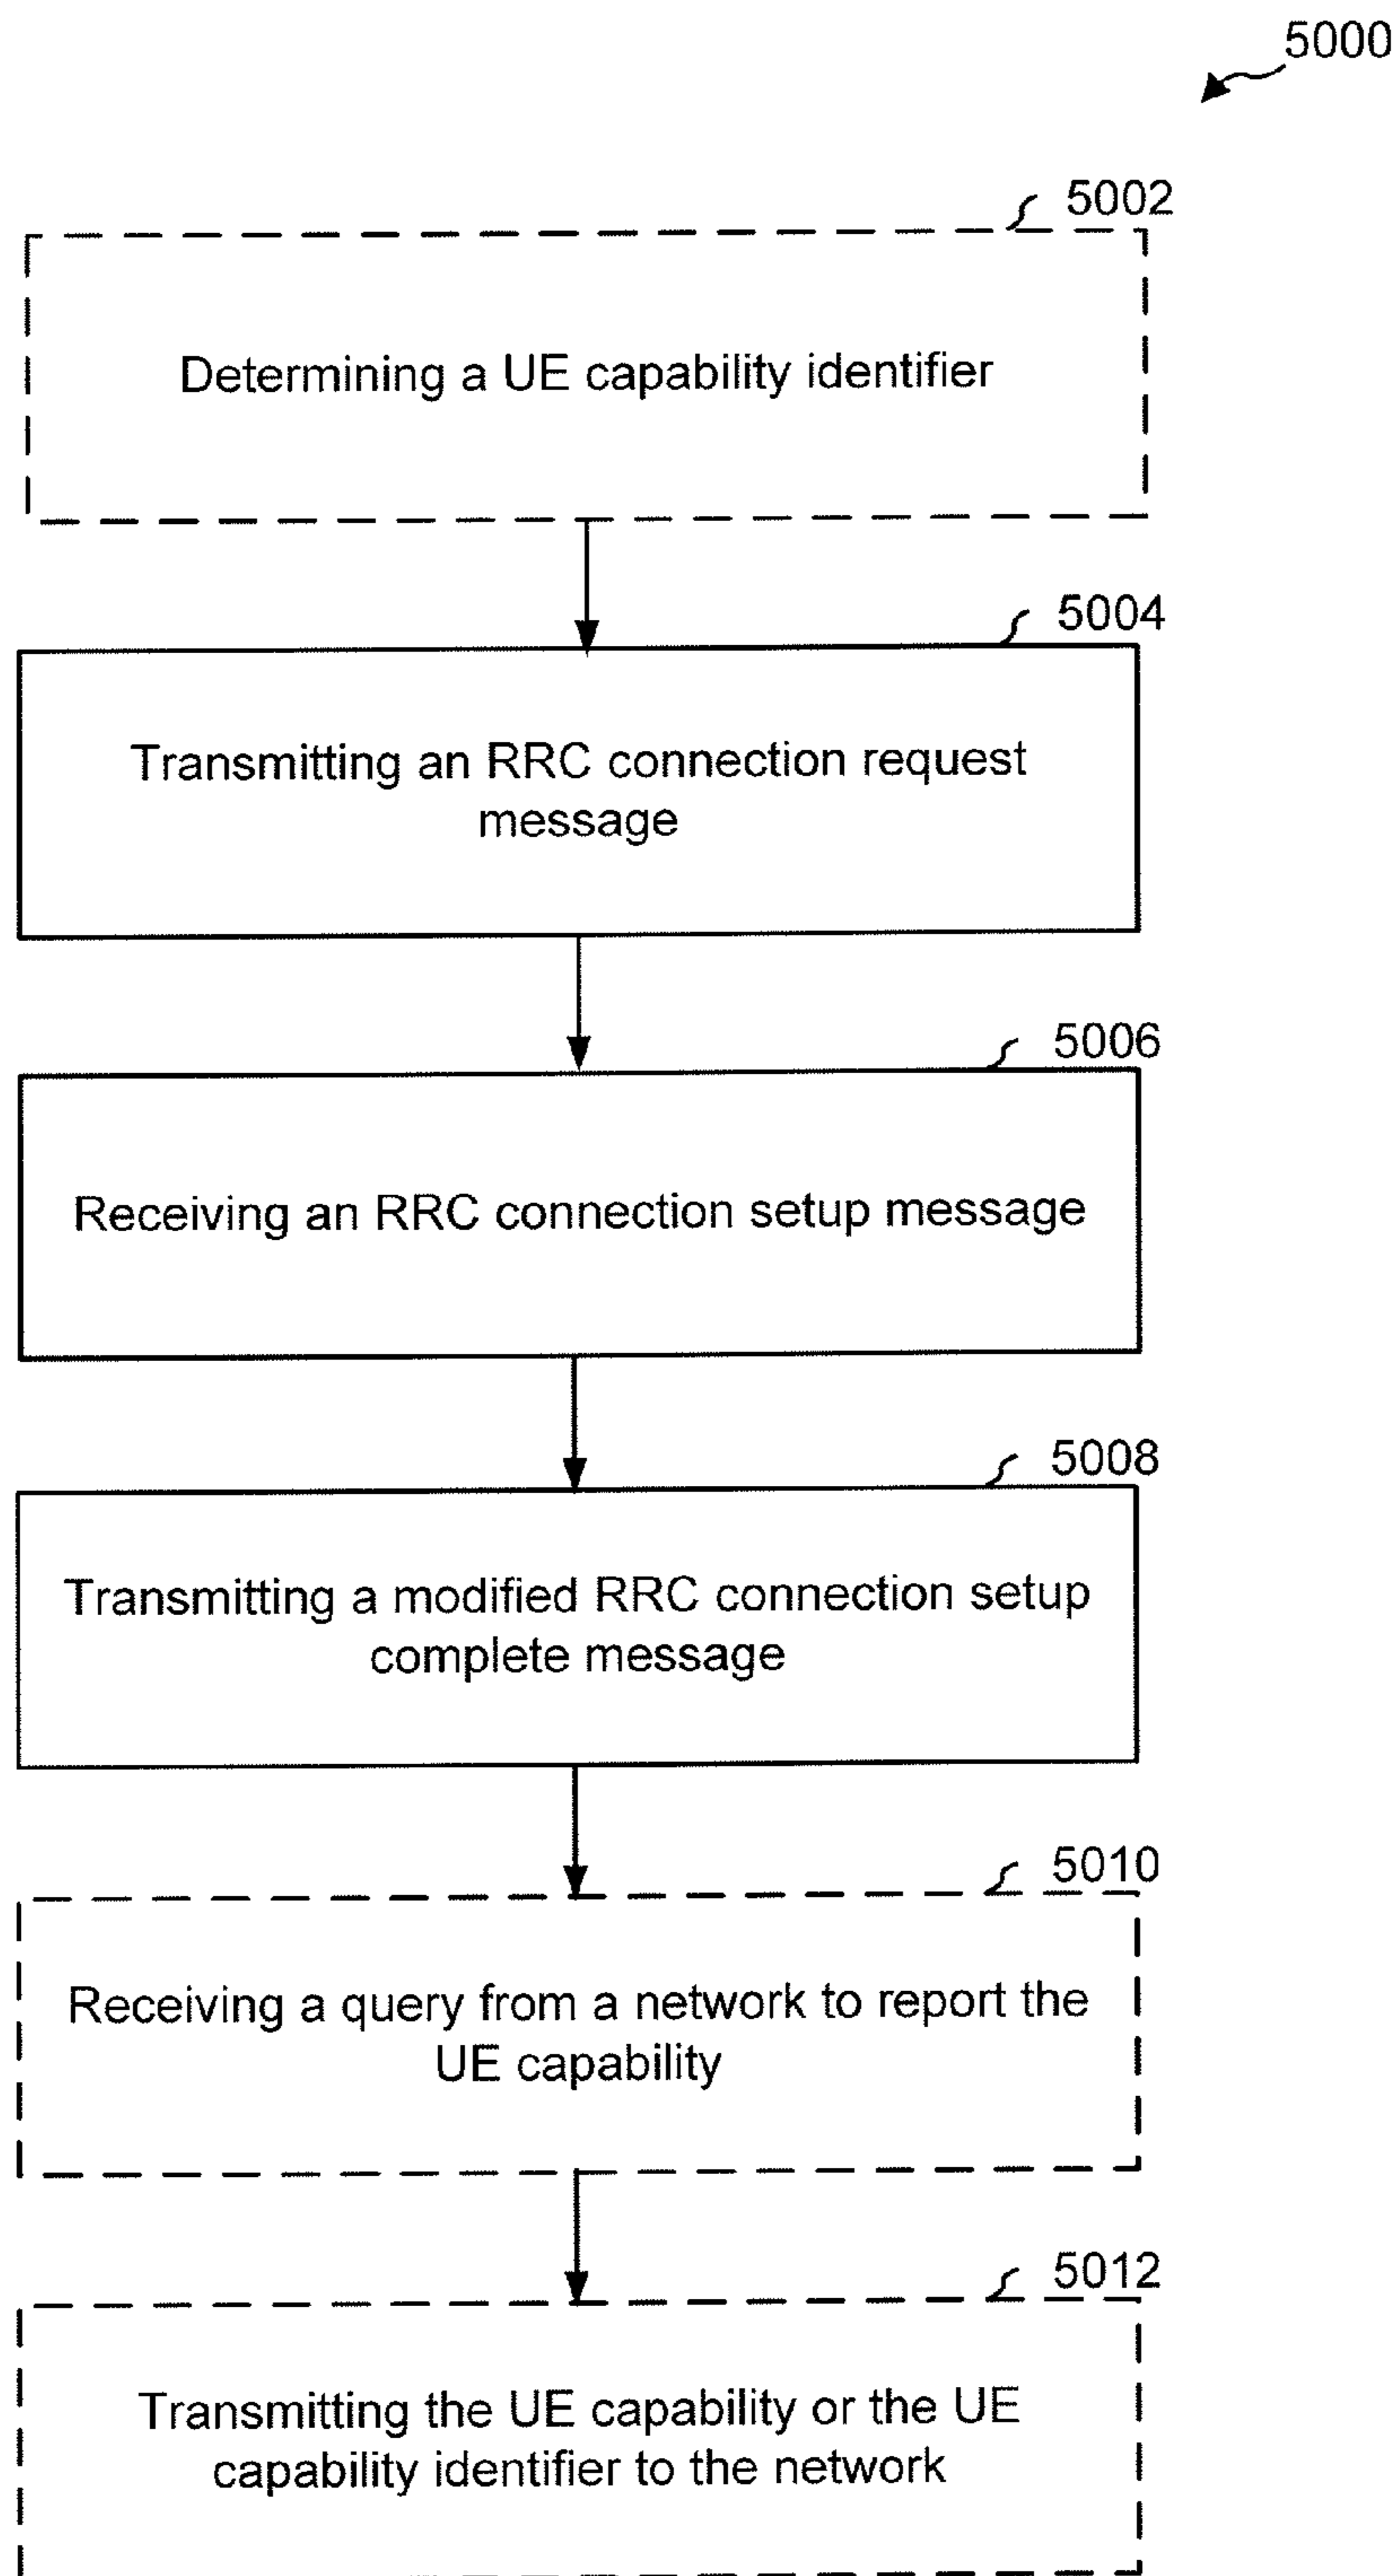 5000
5002
Determining a UE capability identifier
5004
Transmitting an RRC connection request
message
5006
Receiving an RRC connection setup message
5008
Transmitting a modified RRC connection setup
complete message
5010
Receiving a query from a network to report the
UE capability
5012
Transmitting the UE capability or the UE
capability identifier to the network